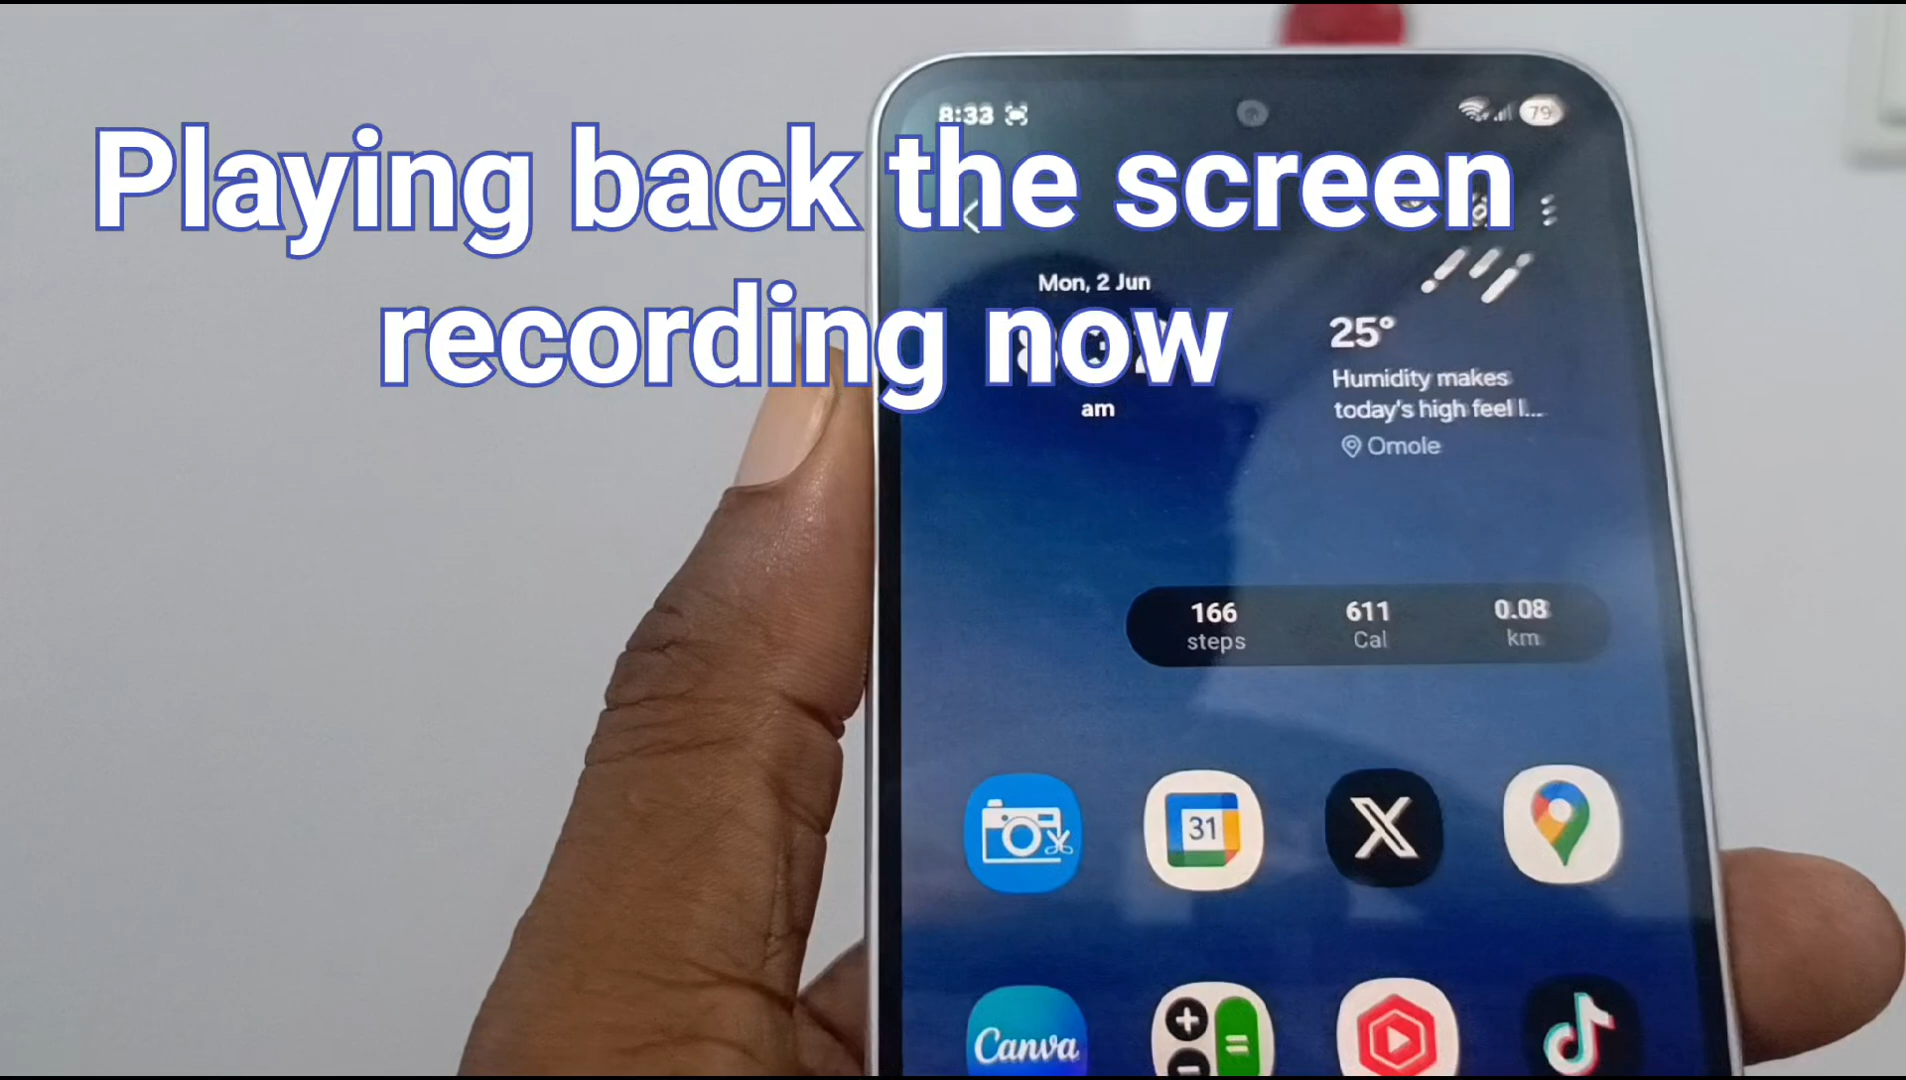 Playing back the screen
recording now
8:33
79
Mon, 2 Jun
am
25°
Humidity makes
today's high feel l...
Omole
166 611 0.08
steps Cal km
31
Canva